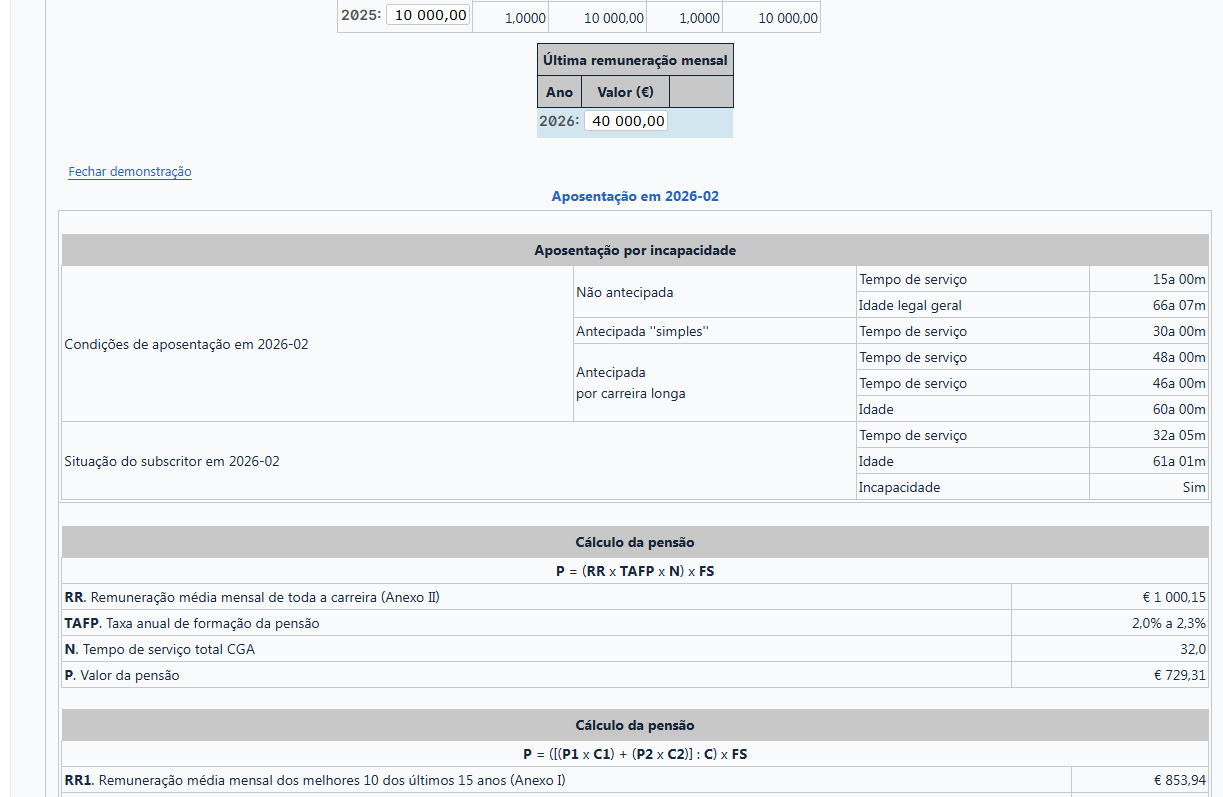 2025: 10 000,00 1,0000 10 000,00 1,0000 10 000,00
Última remuneração mensal
Ano Valor (€)
2026: 40 000,00
Fechar demonstração
Aposentação em 2026-02
Aposentação por incapacidade
Condições de aposentação em 2026-02
Não antecipada
Tempo de serviço 15a 00m
Idade legal geral 66a 07m
Antecipada ''simples'' Tempo de serviço 30a 00m
Antecipada
por carreira longa
Tempo de serviço 48a 00m
Tempo de serviço 46a 00m
Idade 60a 00m
Situação do subscritor em 2026-02
Tempo de serviço 32a 05m
Idade 61a 01m
Incapacidade Sim
Cálculo da pensão
P = (RR x TAFP x N) x FS
RR. Remuneração média mensal de toda a carreira (Anexo II) € 1 000,15
TAFP. Taxa anual de formação da pensão 2,0% a 2,3%
N. Tempo de serviço total CGA 32,0
P. Valor da pensão € 729,31
Cálculo da pensão
P = ([(P1 x C1) + (P2 x C2)] : C) x FS
RR1. Remuneração média mensal dos melhores 10 dos últimos 15 anos (Anexo I) € 853,94